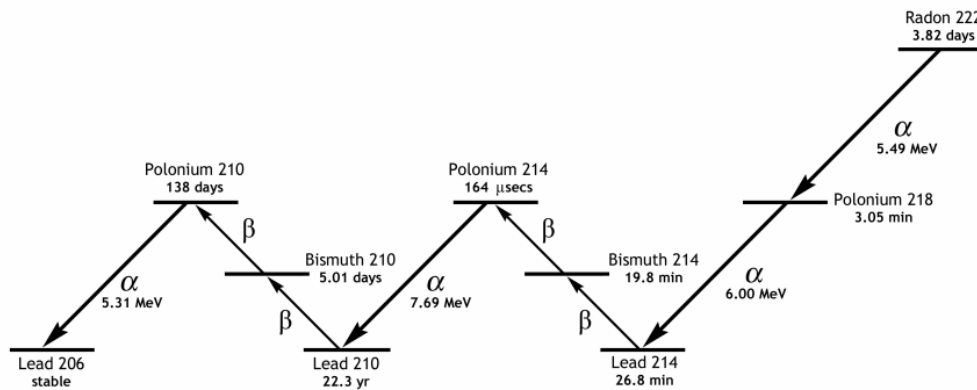 Radon 222
3.82 days
α
5.49 MeV
Polonium 210
138 days
Polonium 214
164 μsecs
Polonium 218
3.05 min
β
β
Bismuth 210
5.01 days
Bismuth 214
19.8 min
α
5.31 MeV
α
7.69 MeV
α
6.00 MeV
β
β
Lead 206
stable
Lead 210
22.3 yr
Lead 214
26.8 min